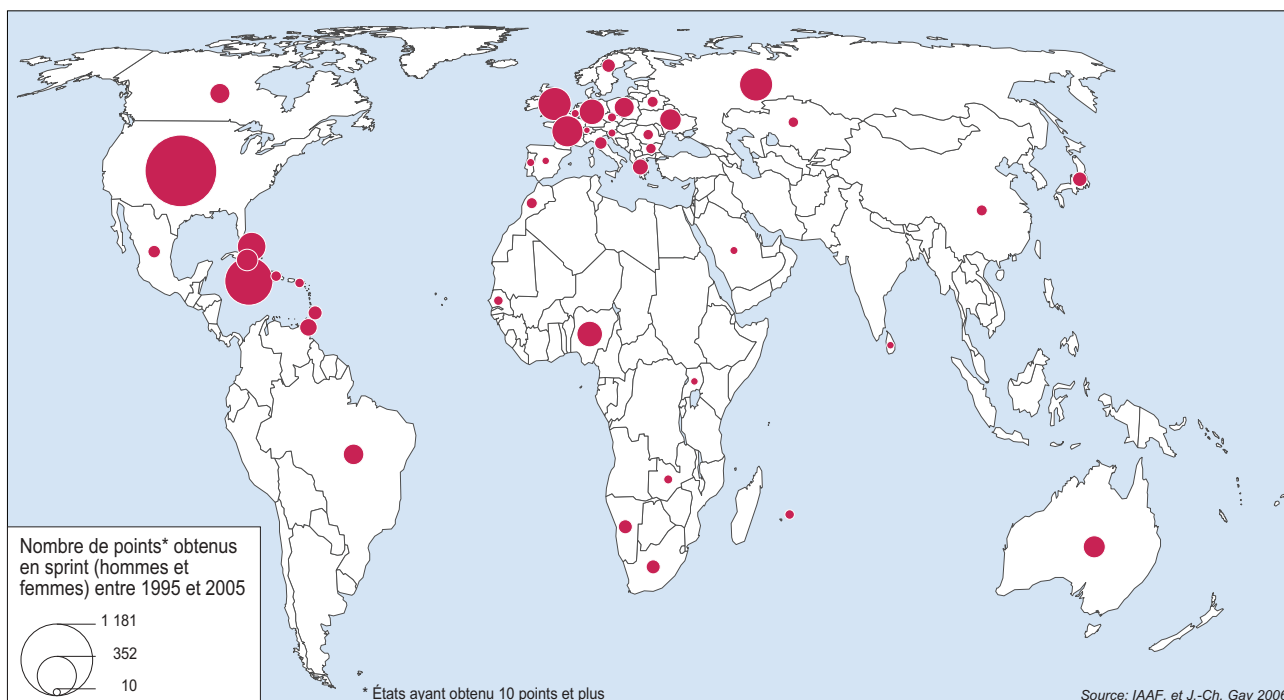 Nombre de points* obtenus
en sprint (hommes et
femmes) entre 1995 et 2005
1 181
352
10
* États ayant obtenu 10 points et plus
Source: IAAF, et J.-Ch. Gay 2006